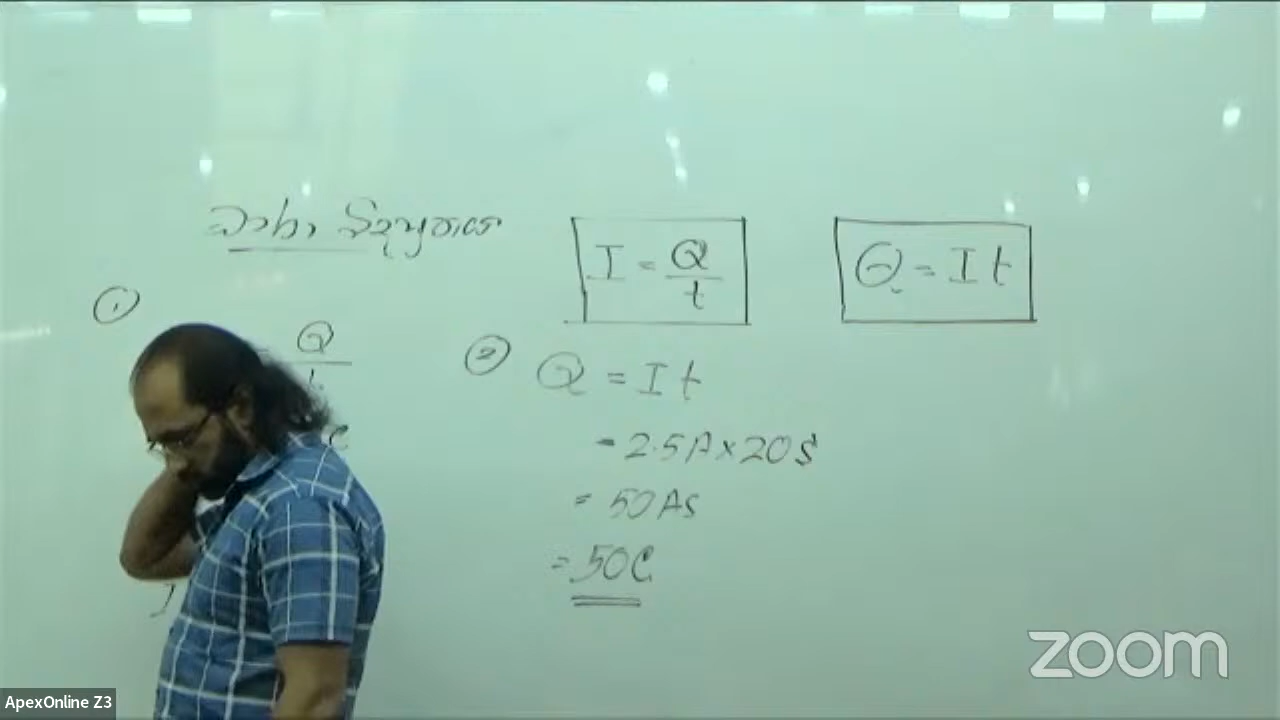 ධාරා විද්‍යුතය
I = Q/t
Q = It
①
Q
t
C
I
② Q = It
= 2.5A × 20s
= 50As
= 50C
zoom
ApexOnline Z3